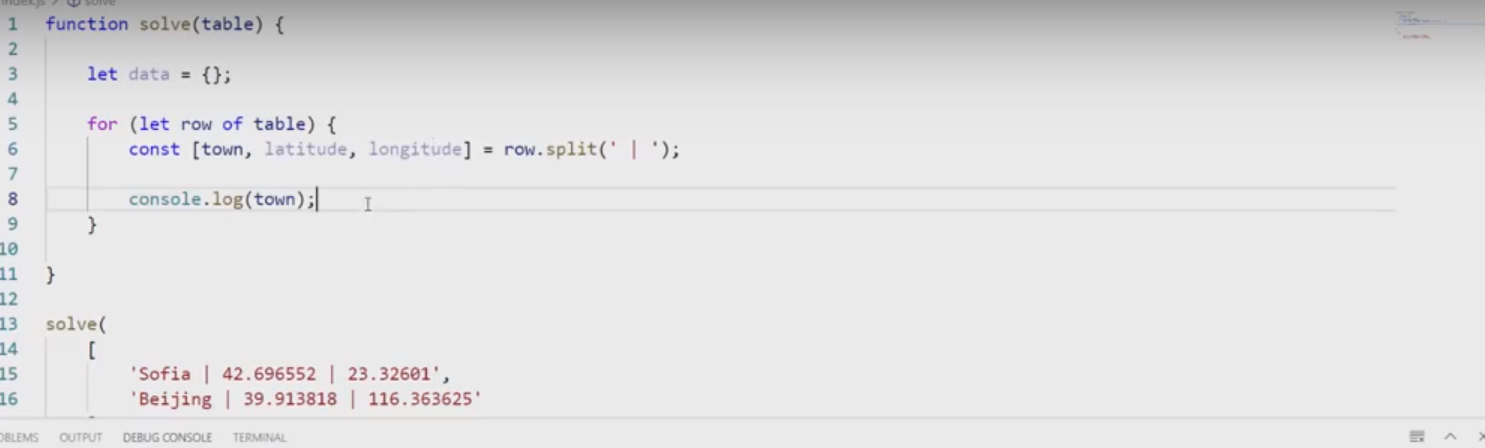 index.js > solve
1 function solve(table) {
2
3 let data = {};
4
5 for (let row of table) {
6 const [town, latitude, longitude] = row.split(' | ');
7
8 console.log(town);
9 }
10
11 }
12
13 solve(
14 [
15 'Sofia | 42.696552 | 23.32601',
16 'Beijing | 39.913818 | 116.363625'
OBLEMS OUTPUT DEBUG CONSOLE TERMINAL